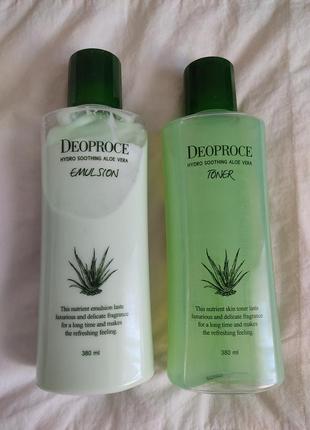 DEOPROCE
HYDRO SOOTHING ALOE VERA
EMULSION
This nutrient emulsion lasts
luxurious and delicate fragrance
for a long time and makes
the refreshing feeling.
380 ml
DEOPROCE
HYDRO SOOTHING ALOE VERA
TONER
This nutrient skin toner lasts
luxurious and delicate fragrance
for a long time and makes
the refreshing feeling.
380 ml